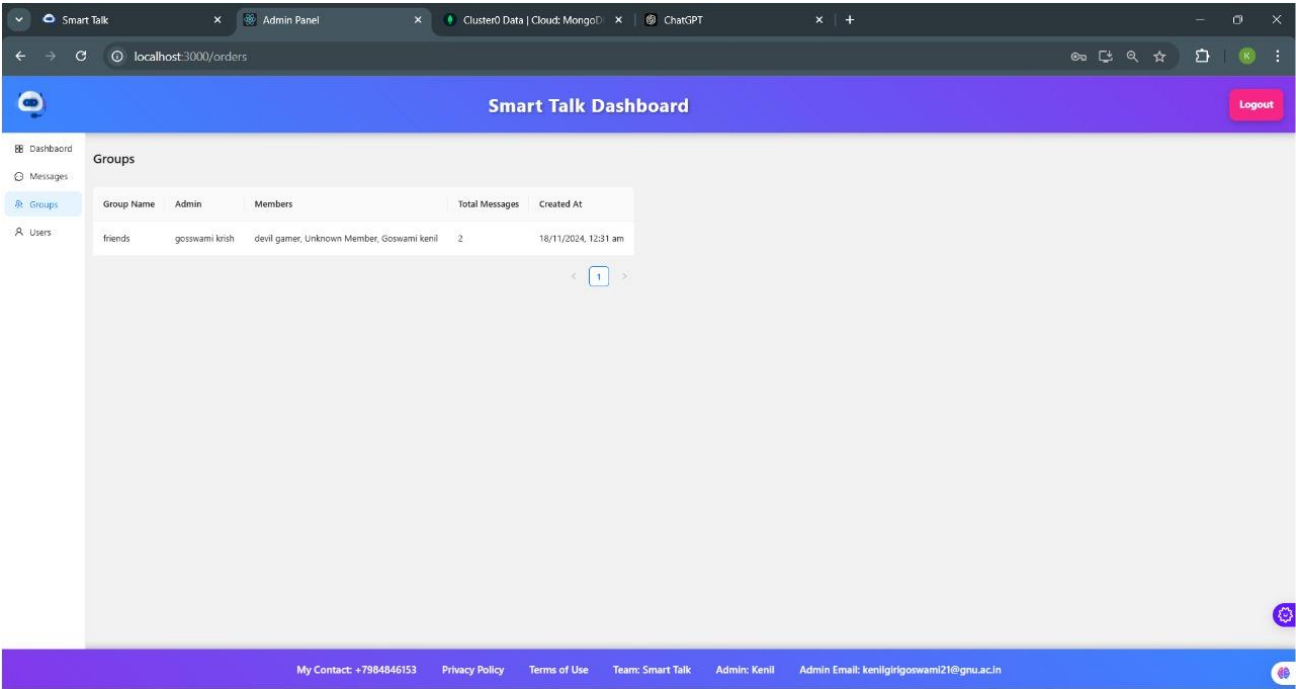 Smart Talk
Admin Panel
Cluster0 Data | Cloud: MongoD
ChatGPT
localhost:3000/orders
K
Smart Talk Dashboard
Logout
Dashbaord
Messages
Groups
Users
Groups
Group Name Admin Members Total Messages Created At
friends gosswami krish devil gamer, Unknown Member, Goswami kenil 2 18/11/2024, 12:31 am
< 1 >
My Contact: +7984846153 Privacy Policy Terms of Use Team: Smart Talk Admin: Kenil Admin Email: kenilgirigoswami21@gnu.ac.in